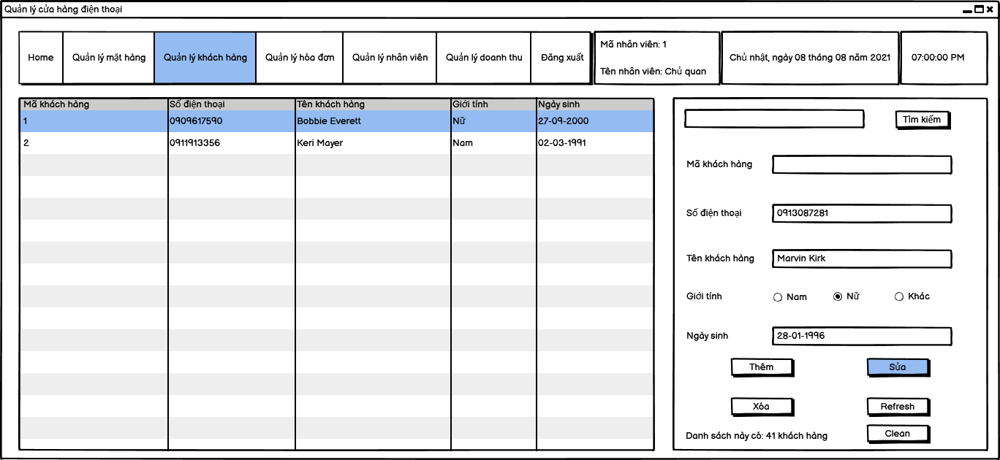 Quản lý cửa hàng điện thoại
Home
Quản lý mặt hàng
Quản lý khách hàng
Quản lý hóa đơn
Quản lý nhân viên
Quản lý doanh thu
Đăng xuất
Mã nhân viên: 1
Tên nhân viên: Chủ quan
Chủ nhật, ngày 08 tháng 08 năm 2021
07:00:00 PM
Mã khách hàng Số điện thoại Tên khách hàng Giới tính Ngày sinh
1 0909617590 Bobbie Everett Nữ 27-09-2000
2 0911913356 Keri Mayer Nam 02-03-1991
Tìm kiếm
Mã khách hàng
Số điện thoại 0913087281
Tên khách hàng Marvin Kirk
Giới tính Nam Nữ Khác
Ngày sinh 28-01-1996
Thêm Sửa
Xóa Refresh
Danh sách này có: 41 khách hàng Clean